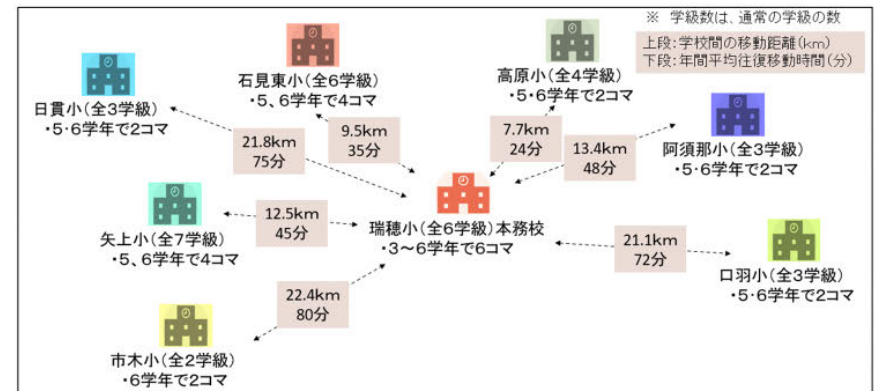 ※ 学級数は、通常の学級の数
上段:学校間の移動距離(km)
下段:年間平均往復移動時間(分)
日貫小(全3学級)
・5・6学年で2コマ
石見東小(全6学級)
・5、6学年で4コマ
高原小(全4学級)
・5・6学年で2コマ
阿須那小(全3学級)
・5・6学年で2コマ
21.8km
75分
9.5km
35分
7.7km
24分
13.4km
48分
矢上小(全7学級)
・5、6学年で4コマ
12.5km
45分
瑞穂小(全6学級)本務校
・3~6学年で6コマ
21.1km
72分
口羽小(全3学級)
・5・6学年で2コマ
22.4km
80分
市木小(全2学級)
・6学年で2コマ